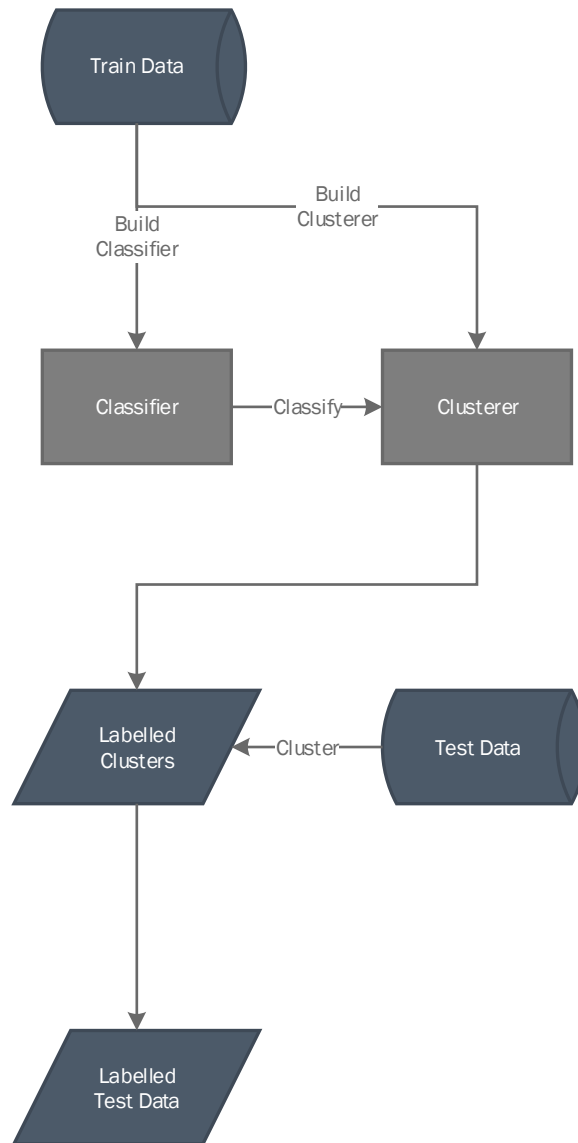 Train Data
Build
Clusterer
Build
Classifier
Classifier
Classify
Clusterer
Labelled
Clusters
Cluster
Test Data
Labelled
Test Data